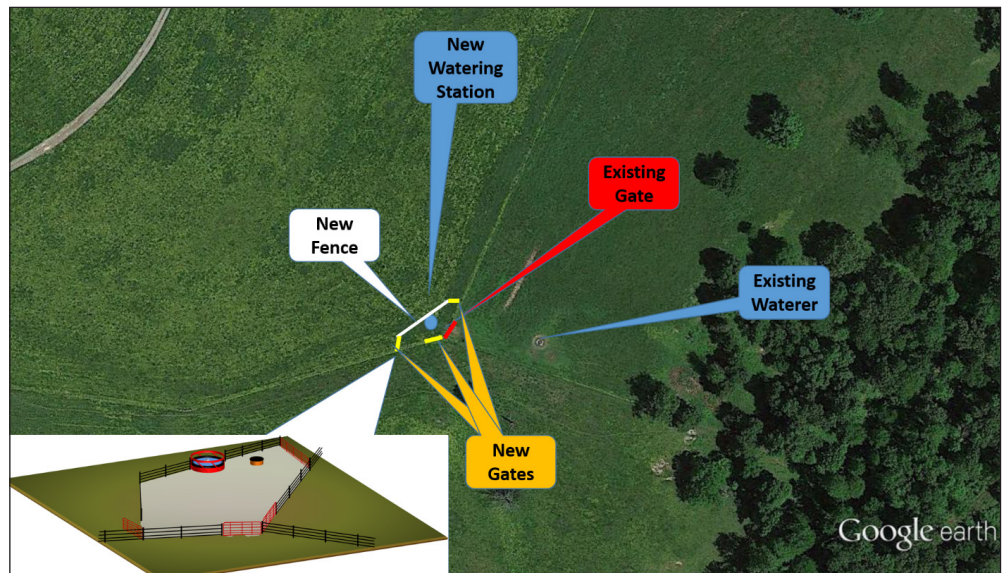 New
Watering
Station
Existing
Gate
New
Fence
Existing
Waterer
New
Gates
Google earth